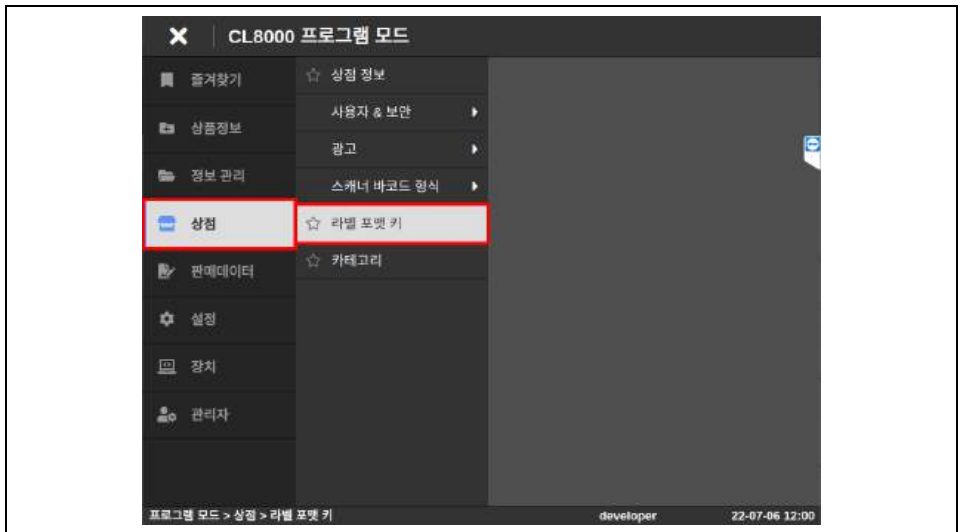 CL8000 프로그램 모드
즐겨찾기
상품정보
정보 관리
상점
판매데이터
설정
장치
관리자
상점 정보
사용자 & 보안
광고
스캐너 바코드 형식
라벨 포맷 키
카테고리
프로그램 모드 > 상점 > 라벨 포맷 키
developer
22-07-06 12:00